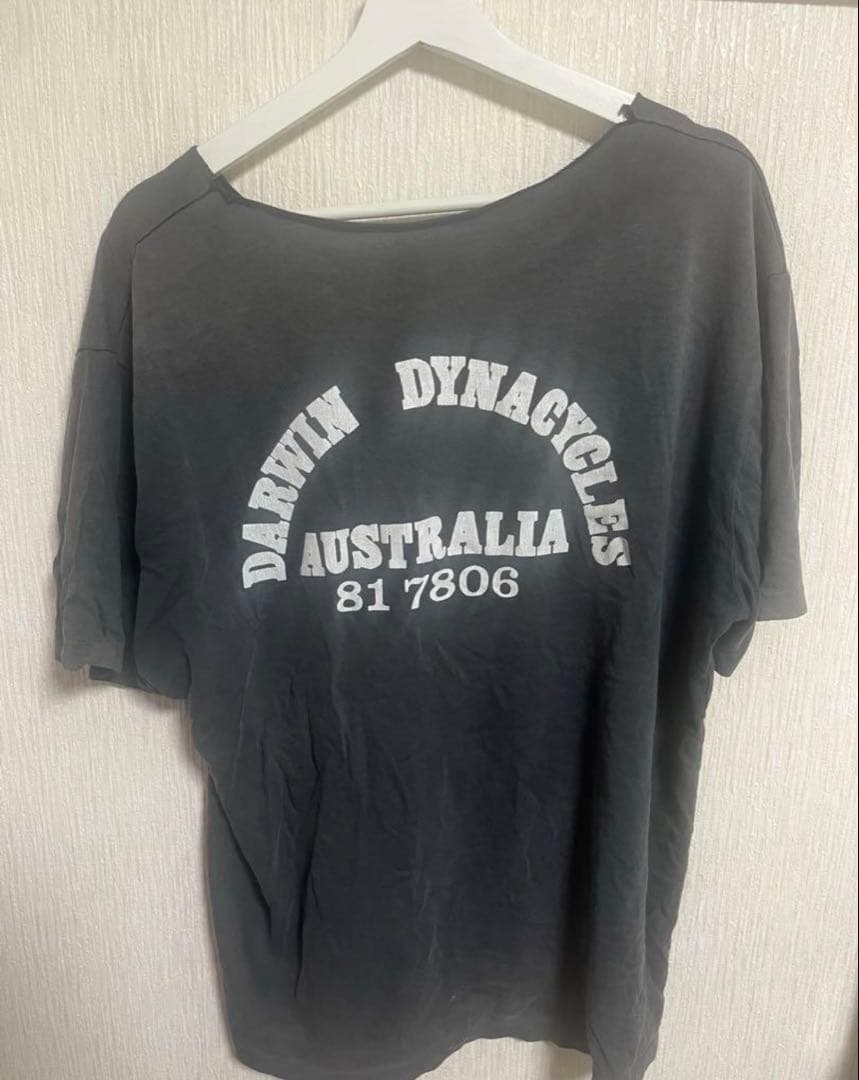 DARWIN DYNACYCLES
AUSTRALIA
81 7806